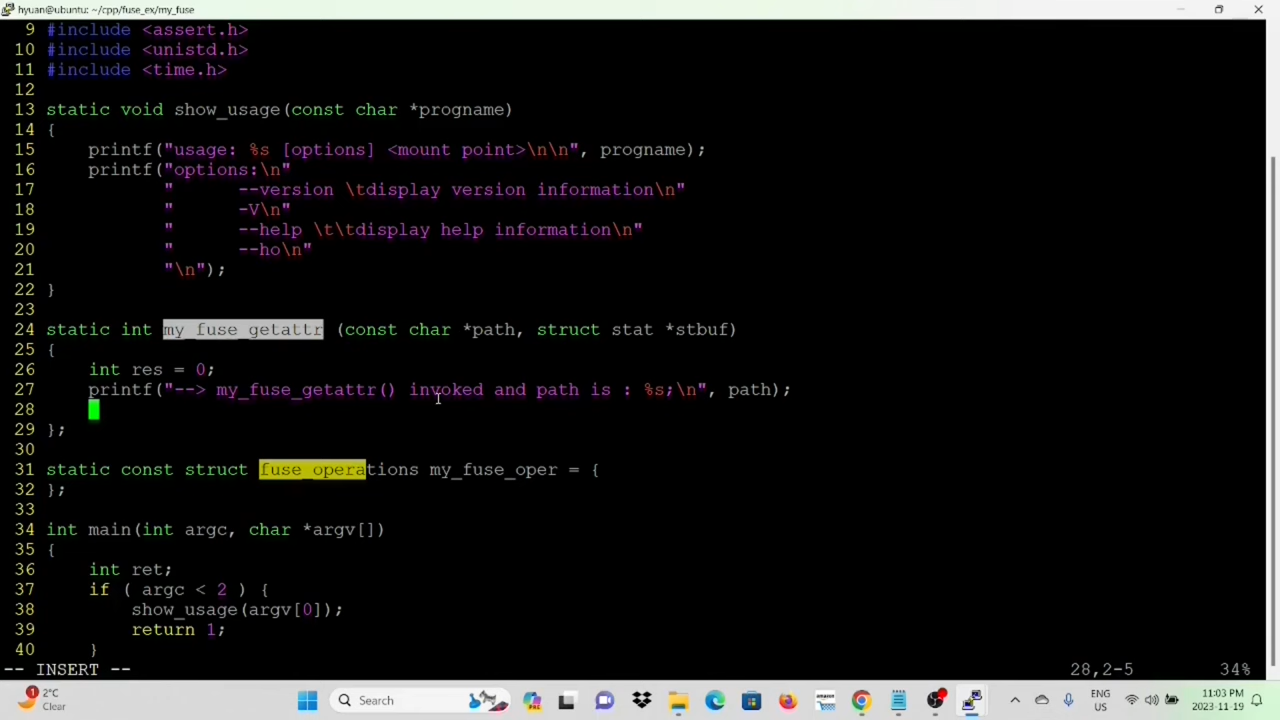 hyuan@ubuntu: ~/cpp/fuse_ex/my_fuse
9 #include <assert.h>
10 #include <unistd.h>
11 #include <time.h>
12
13 static void show_usage(const char *progname)
14 {
15     printf("usage: %s [options] <mount point>\n\n", progname);
16     printf("options:\n"
17            "      --version \tdisplay version information\n"
18            "      -V\n"
19            "      --help \t\tdisplay help information\n"
20            "      --ho\n"
21            "\n");
22 }
23
24 static int my_fuse_getattr (const char *path, struct stat *stbuf)
25 {
26     int res = 0;
27     printf("--> my_fuse_getattr() invoked and path is : %s;\n", path);
28
29 };
30
31 static const struct fuse_operations my_fuse_oper = {
32 };
33
34 int main(int argc, char *argv[])
35 {
36     int ret;
37     if ( argc < 2 ) {
38         show_usage(argv[0]);
39         return 1;
40     }
-- INSERT -- 28,2-5 34%
2°C
Clear
1
Search
PRE
amazon
ENG
US
11:03 PM
2023-11-19